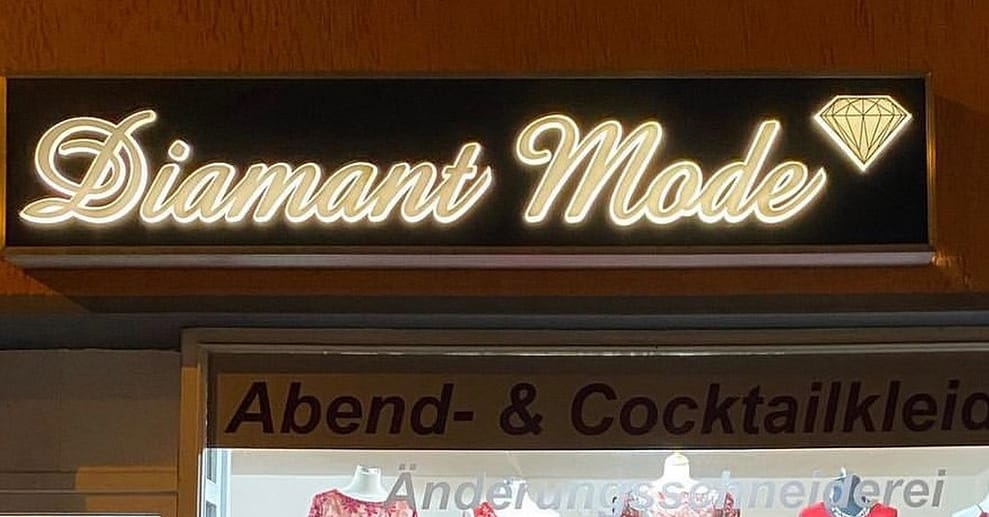 Diamant Mode
Abend- & Cocktailkleid
Änderungsschneiderei